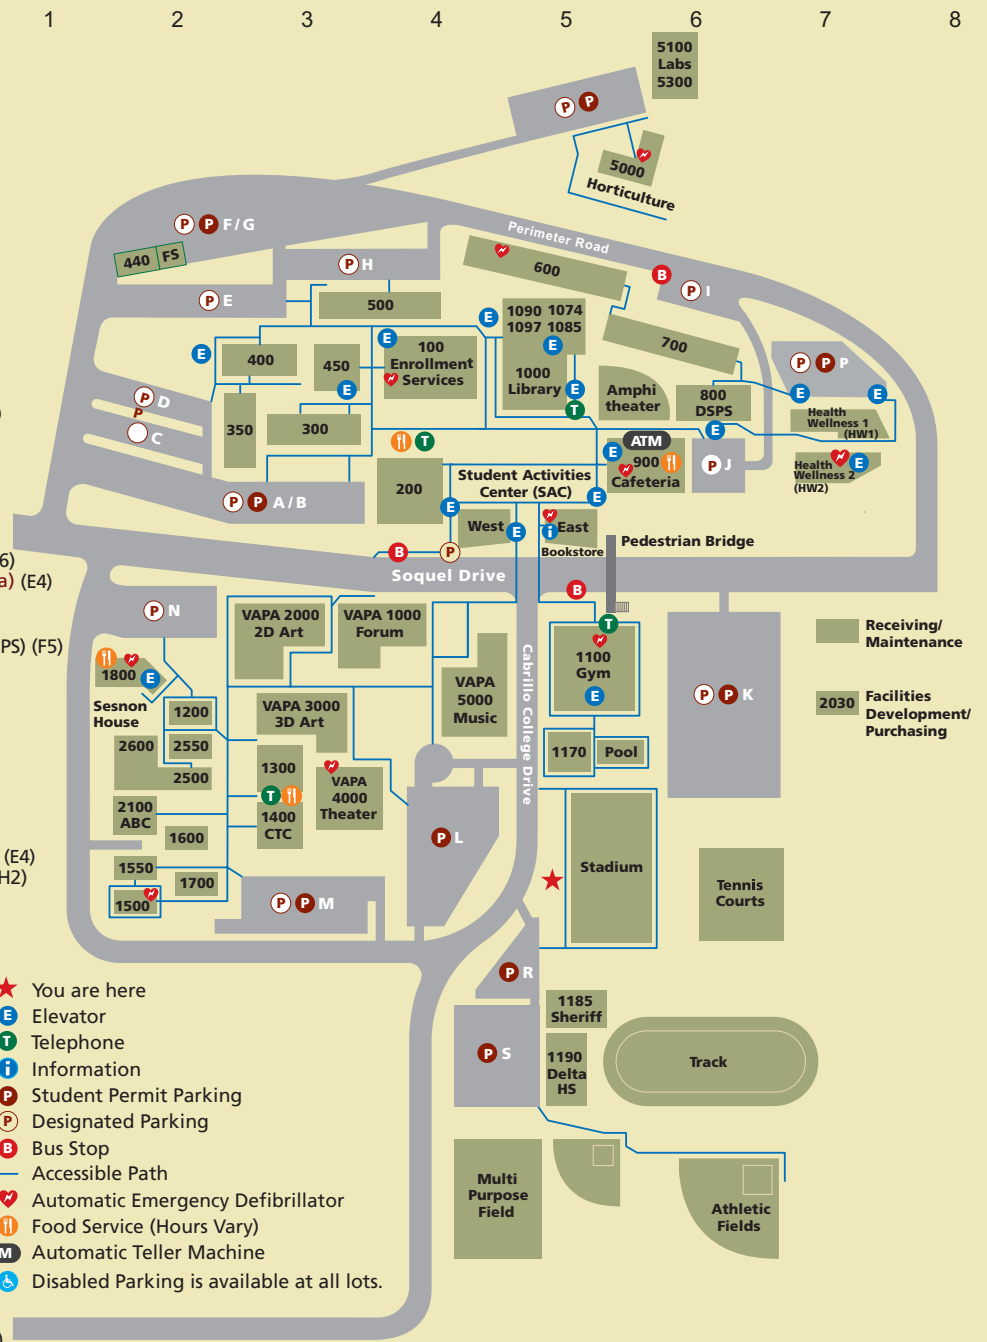 1 2 3 4 5 6 7 8
5100
Labs
5300
P P
5000
Horticulture
P P F/G
Perimeter Road
440 FS
P H
600
B
P I
P E
500
1090 1074
1097 1085
E
E
E
700
P P P
400
450
100
Enrollment
Services
1000
Library
E
E
E
E
E
T
Amphi
theater
800
DSPS
P D
P
C
350
300
T
ATM
E
E
P J
Health
Wellness 1
(HW1)
900
Cafeteria
Health
Wellness 2
(HW2)
E
P P A/B
200
Student Activities
Center (SAC)
E
E
West
E
i East
Bookstore
Pedestrian Bridge
B
P
Soquel Drive
6)
a) (E4)
B
P N
VAPA 2000
2D Art
VAPA 1000
Forum
T
Receiving/
Maintenance
PS) (F5)
1800
E
Sesnon
House
1200
VAPA
5000
Music
Cabrillo College Drive
1100
Gym
E
P P K
2030
Facilities
Development/
Purchasing
VAPA 3000
3D Art
2600
2550
2500
1170
Pool
1300
VAPA
4000
Theater
T
2100
ABC
1400
CTC
1600
P L
(E4)
H2)
1550
1700
1500
Stadium
Tennis
Courts
P P M
P R
You are here
E Elevator
T Telephone
i Information
P Student Permit Parking
P Designated Parking
B Bus Stop
Accessible Path
Automatic Emergency Defibrillator
Food Service (Hours Vary)
M Automatic Teller Machine
Disabled Parking is available at all lots.
1185
Sheriff
P S
1190
Delta
HS
Track
Multi
Purpose
Field
Athletic
Fields